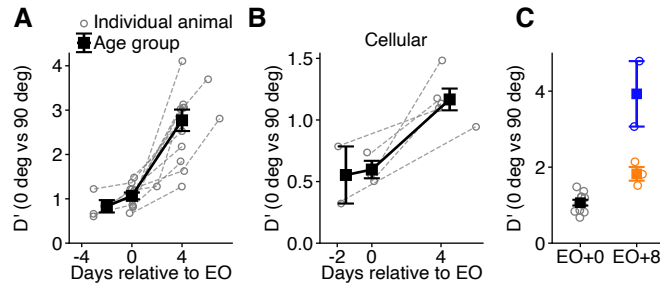 A
Individual animal
Age group
D' (0 deg vs 90 deg)
4
3
2
1
0
-4
0
4
Days relative to EO
B
Cellular
D' (0 deg vs 90 deg)
1.5
1.0
0.5
0.0
-2
0
4
Days relative to EO
C
D' (0 deg vs 90 deg)
4
2
0
EO+0
EO+8